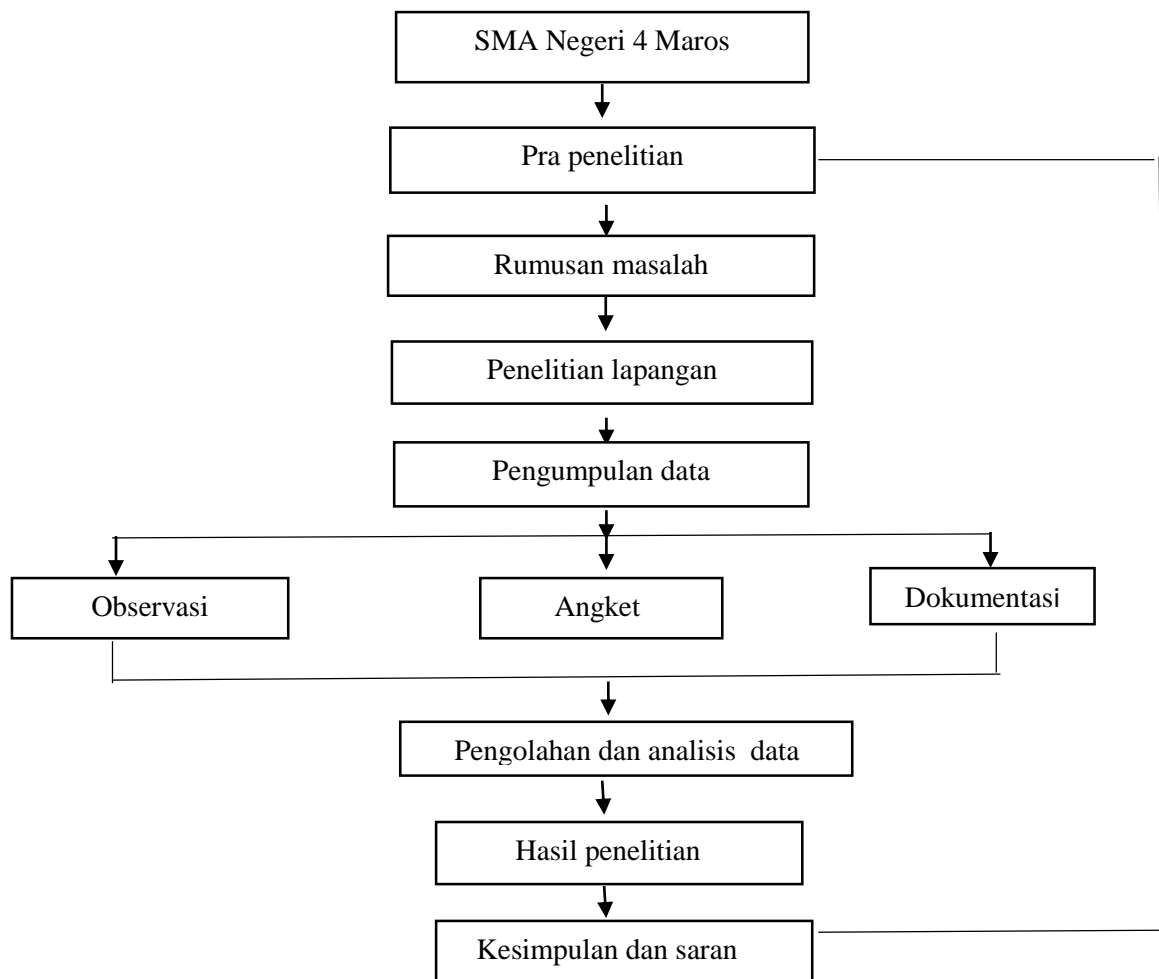 SMA Negeri 4 Maros
Pra penelitian
Rumusan masalah
Penelitian lapangan
Pengumpulan data
Observasi
Angket
Dokumentasi
Pengolahan dan analisis data
Hasil penelitian
Kesimpulan dan saran